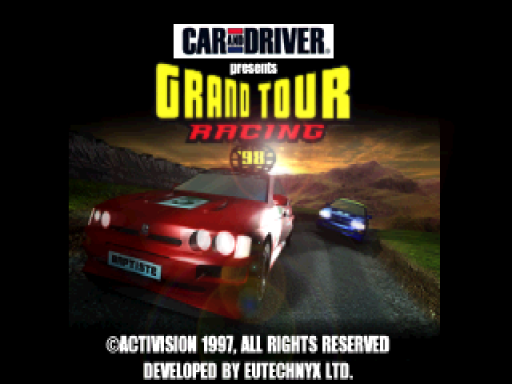 CAR AND DRIVER
presents
GRAND TOUR
RACING
'98
©ACTIVISION 1997, ALL RIGHTS RESERVED
DEVELOPED BY EUTECHNYX LTD.